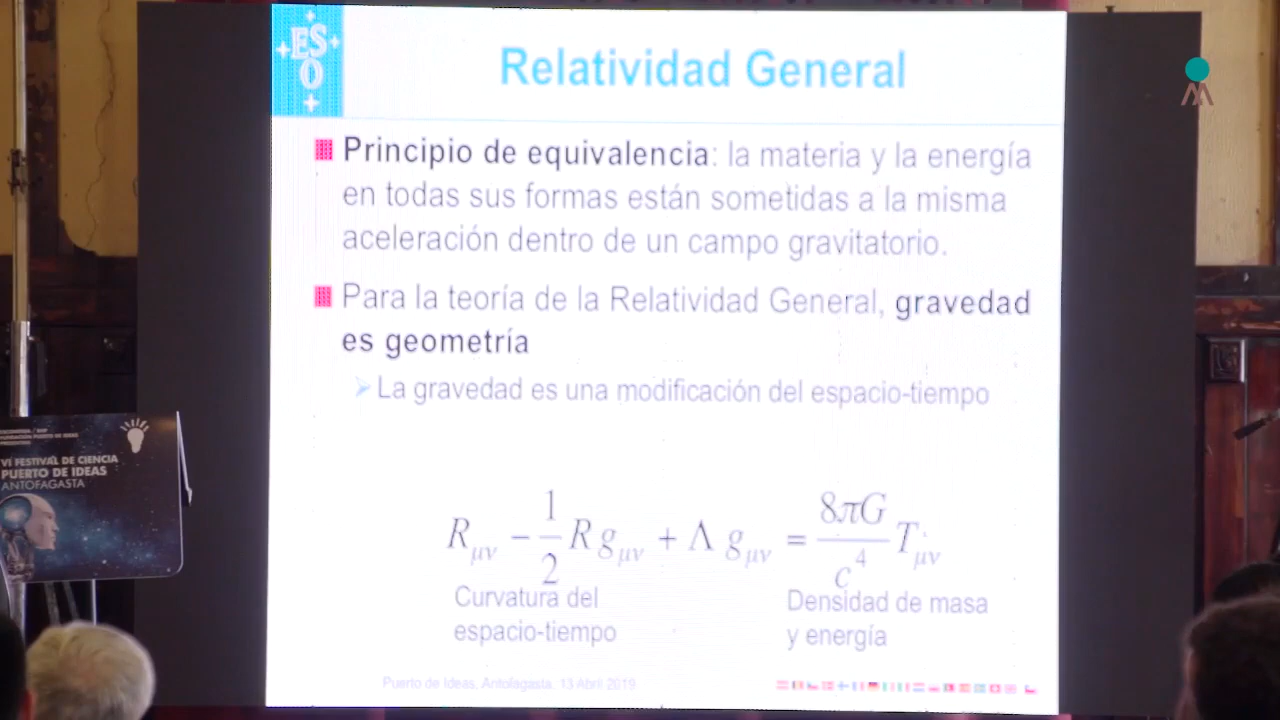 ESO
Relatividad General
Principio de equivalencia: la materia y la energía
en todas sus formas están sometidas a la misma
aceleración dentro de un campo gravitatorio.
Para la teoría de la Relatividad General, gravedad
es geometría
La gravedad es una modificación del espacio-tiempo
R_μν − 1/2 R g_μν + Λ g_μν = 8πG/c^4 T_μν
Curvatura del
espacio-tiempo
Densidad de masa
y energía
Puerto de Ideas, Antofagasta, 13 Abril 2019
VI FESTIVAL DE CIENCIA
PUERTO DE IDEAS
ANTOFAGASTA